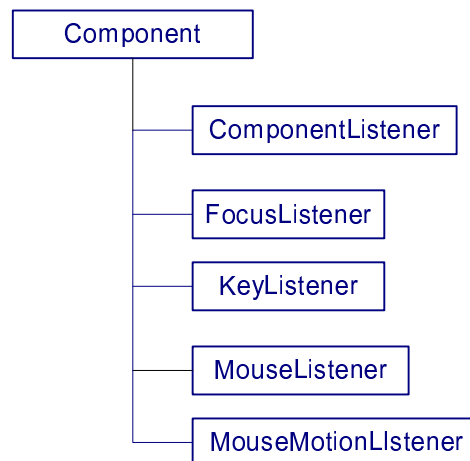 Component
ComponentListener
FocusListener
KeyListener
MouseListener
MouseMotionLIstener